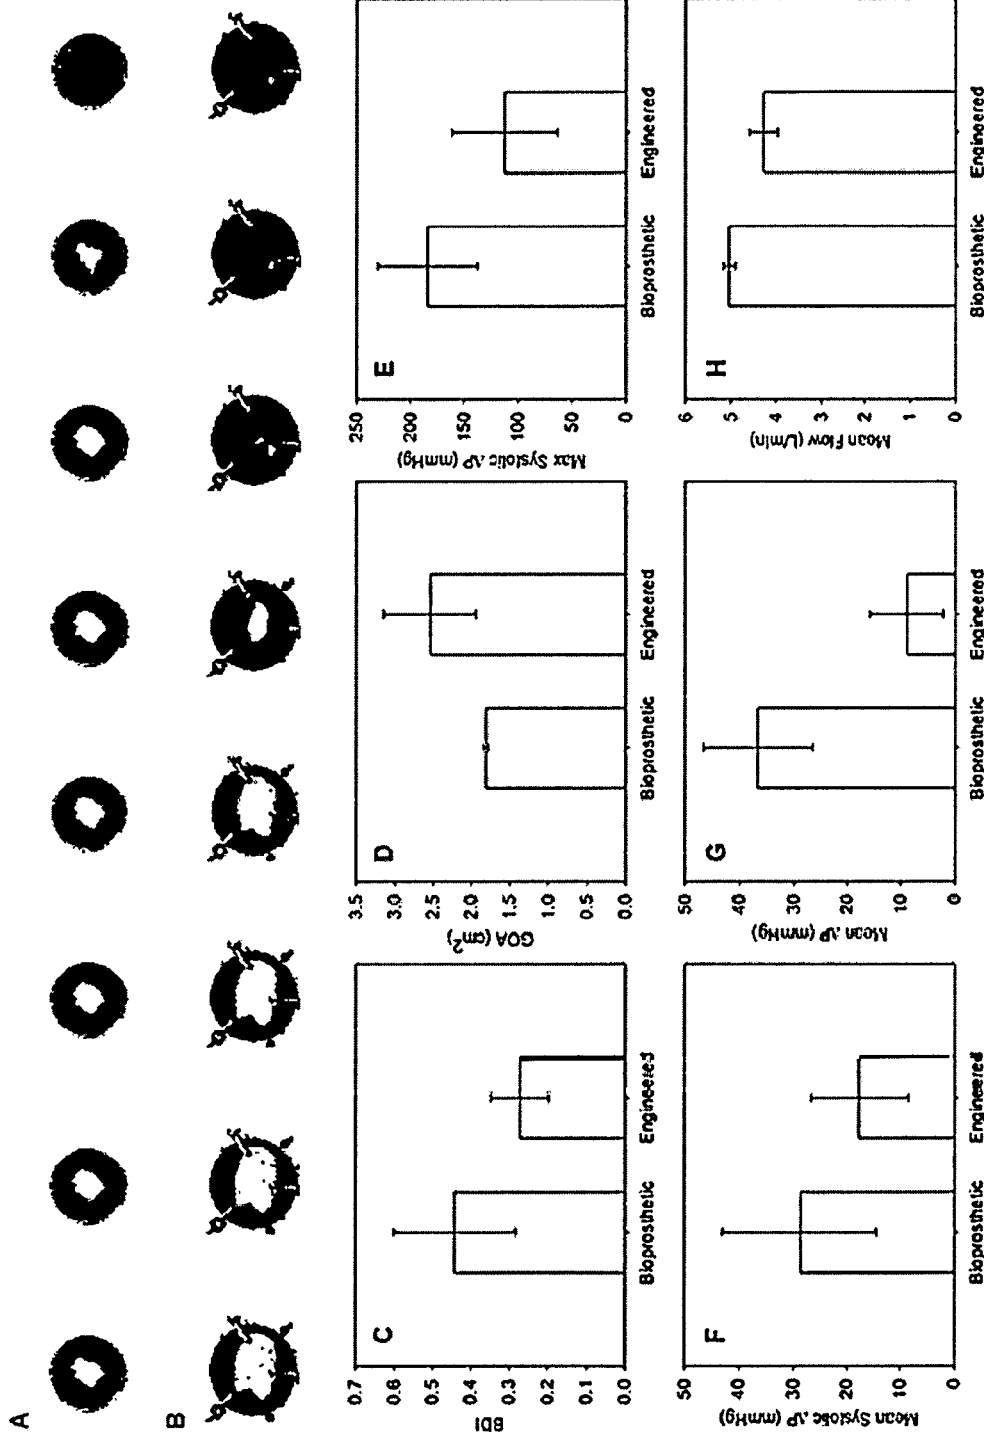 A
B
C
BDI
0.7
0.6
0.5
0.4
0.3
0.2
0.1
0.0
Bioprosthetic
Engineered
D
GOA (cm²)
3.5
3.0
2.5
2.0
1.5
1.0
0.5
0.0
Bioprosthetic
Engineered
E
Max Systolic ΔP (mmHg)
250
200
150
100
50
0
Bioprosthetic
Engineered
F
Mean Systolic ΔP (mmHg)
50
40
30
20
10
0
Bioprosthetic
Engineered
G
Mean ΔP (mmHg)
50
40
30
20
10
0
Bioprosthetic
Engineered
H
Mean Flow (L/min)
6
5
4
3
2
1
0
Bioprosthetic
Engineered